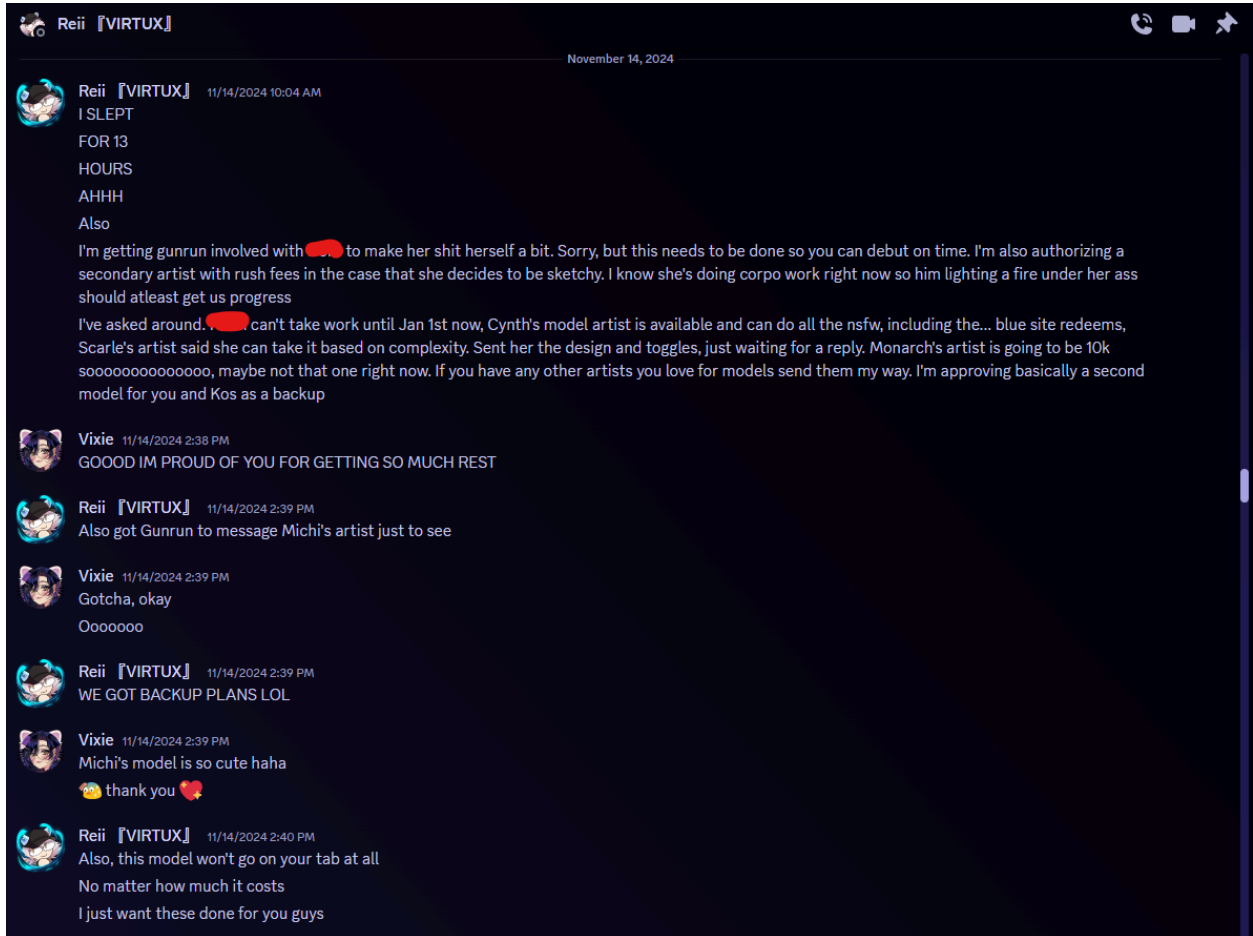 Reii『VIRTUX』
November 14, 2024
Reii『VIRTUX』 11/14/2024 10:04 AM
I SLEPT
FOR 13
HOURS
AHHH
Also
I'm getting gunrun involved with to make her shit herself a bit. Sorry, but this needs to be done so you can debut on time. I'm also authorizing a
secondary artist with rush fees in the case that she decides to be sketchy. I know she's doing corpo work right now so him lighting a fire under her ass
should atleast get us progress
I've asked around. can't take work until Jan 1st now, Cynth's model artist is available and can do all the nsfw, including the... blue site redeems,
Scarle's artist said she can take it based on complexity. Sent her the design and toggles, just waiting for a reply. Monarch's artist is going to be 10k
soooooooooooooo, maybe not that one right now. If you have any other artists you love for models send them my way. I'm approving basically a second
model for you and Kos as a backup
Vixie 11/14/2024 2:38 PM
GOOOD IM PROUD OF YOU FOR GETTING SO MUCH REST
Reii『VIRTUX』 11/14/2024 2:39 PM
Also got Gunrun to message Michi's artist just to see
Vixie 11/14/2024 2:39 PM
Gotcha, okay
Ooooooo
Reii『VIRTUX』 11/14/2024 2:39 PM
WE GOT BACKUP PLANS LOL
Vixie 11/14/2024 2:39 PM
Michi's model is so cute haha
thank you
Reii『VIRTUX』 11/14/2024 2:40 PM
Also, this model won't go on your tab at all
No matter how much it costs
I just want these done for you guys